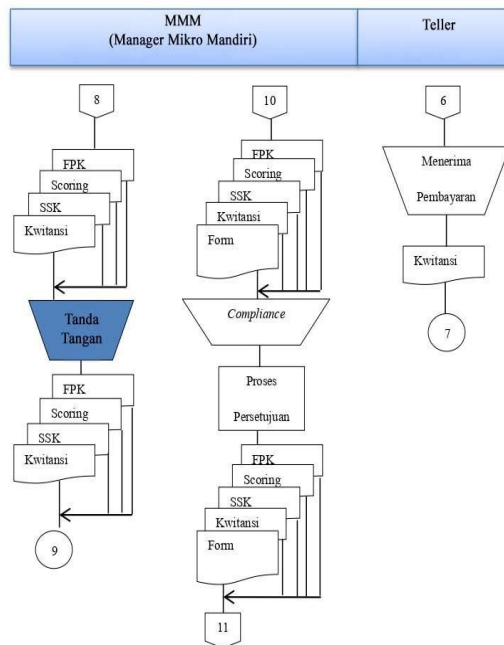 MMM
(Manager Mikro Mandiri)
Teller
8
FPK
Scoring
SSK
Kwitansi
Tanda
Tangan
FPK
Scoring
SSK
Kwitansi
9
10
FPK
Scoring
SSK
Kwitansi
Form
Compliance
Proses
Persetujuan
FPK
Scoring
SSK
Kwitansi
Form
11
6
Menerima
Pembayaran
Kwitansi
7